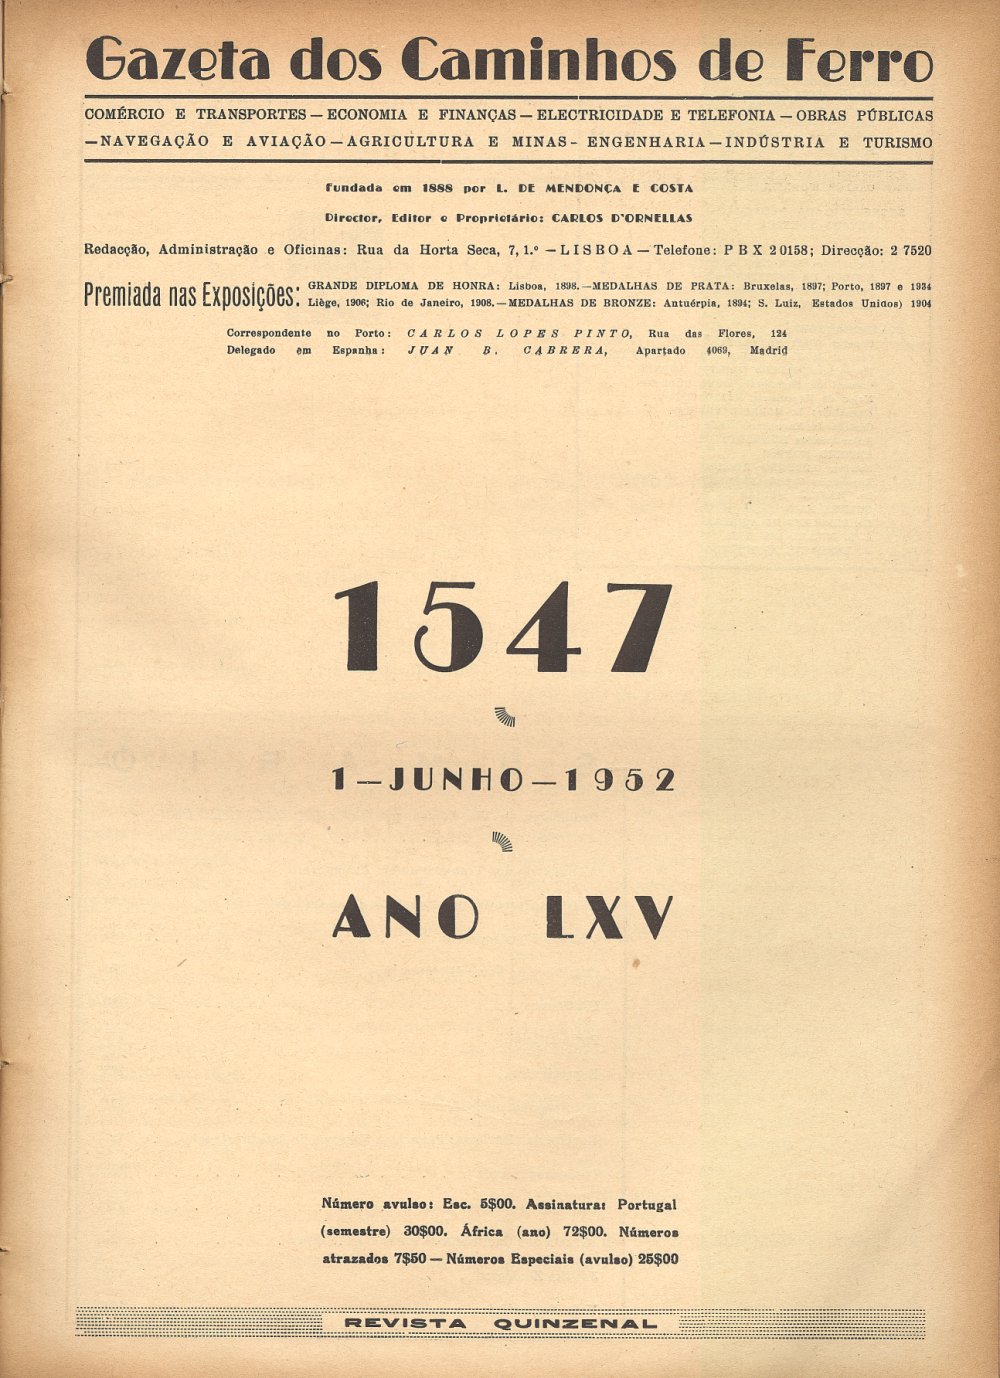 Gazeta dos Caminhos de Ferro
COMÉRCIO E TRANSPORTES — ECONOMIA E FINANÇAS — ELECTRICIDADE E TELEFONIA — OBRAS PÚBLICAS
—NAVEGAÇÃO E AVIAÇÃO — AGRICULTURA E MINAS - ENGENHARIA — INDÚSTRIA E TURISMO
Fundada em 1888 por L. DE MENDONÇA E COSTA
Director, Editor e Proprietário: CARLOS D'ORNELLAS
Redacção, Administração e Oficinas: Rua da Horta Seca, 7, 1.º — LISBOA — Telefone: PBX 20158; Direcção: 2 7520
Premiada nas Exposições: GRANDE DIPLOMA DE HONRA: Lisboa, 1898. — MEDALHAS DE PRATA: Bruxelas, 1897; Porto, 1897 e 1934
Liège, 1906; Rio de Janeiro, 1908. — MEDALHAS DE BRONZE: Antuérpia, 1894; S. Luiz, Estados Unidos) 1904
Correspondente no Porto: CARLOS LOPES PINTO, Rua das Flores, 124
Delegado em Espanha: JUAN B. CABRERA, Apartado 4069, Madrid
1547
1—JUNHO—1952
ANO LXV
Número avulso: Esc. 5$00. Assinatura: Portugal
(semestre) 30$00. África (ano) 72$00. Números
atrazados 7$50 — Números Especiais (avulso) 25$00
REVISTA QUINZENAL